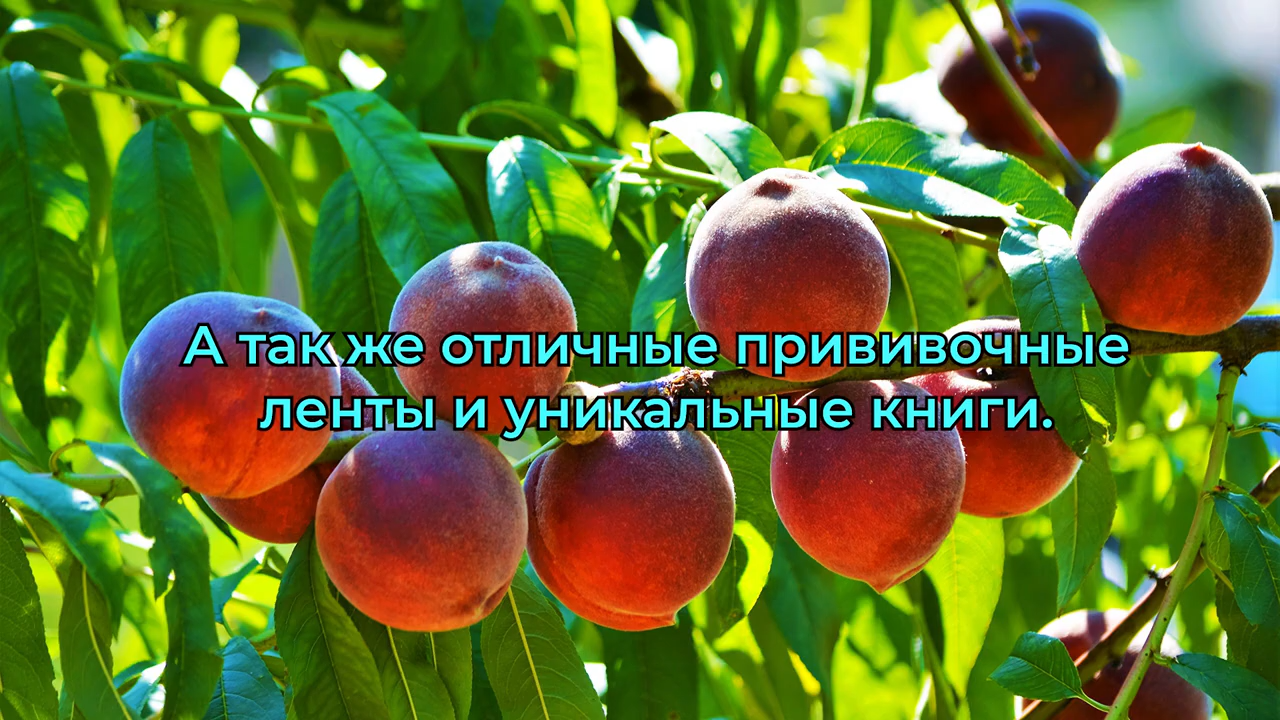 А так же отличные прививочные
ленты и уникальные книги.